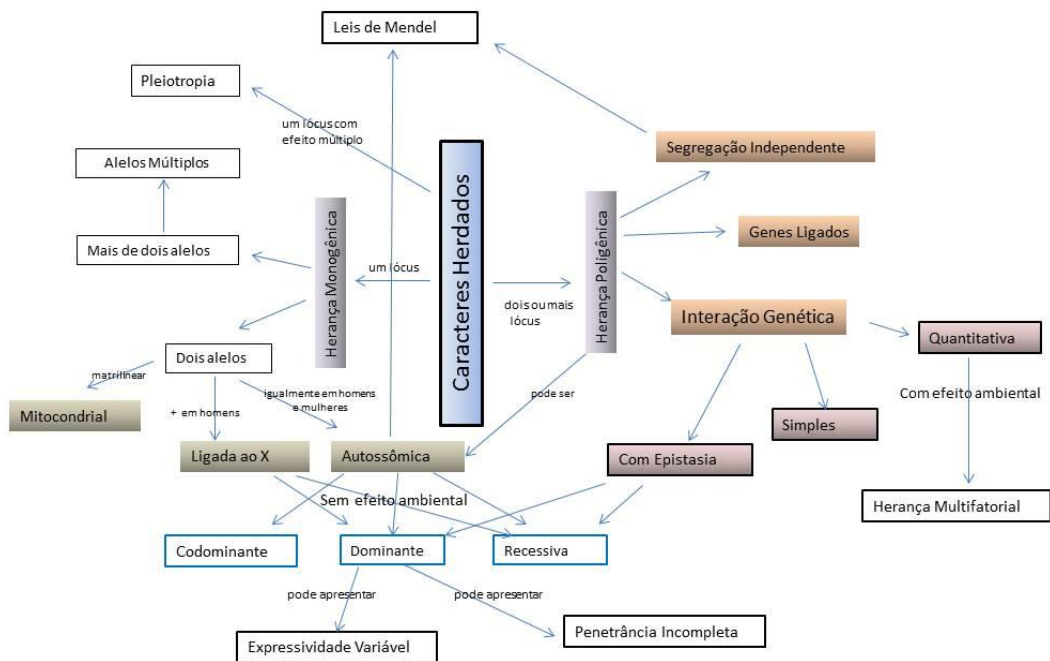 Leis de Mendel
Pleiotropia
um lócus com
efeito múltiplo
Segregação Independente
Alelos Múltiplos
Mais de dois alelos
Herança Monogênica
um lócus
Caracteres Herdados
dois ou mais
lócus
Herança Poligênica
Genes Ligados
Interação Genética
Quantitativa
Com efeito ambiental
Dois alelos
matrilinear
igualmente em homens
e mulheres
pode ser
Mitocondrial
+ em homens
Simples
Ligada ao X
Autossômica
Com Epistasia
Herança Multifatorial
Sem efeito ambiental
Codominante
Dominante
Recessiva
pode apresentar
pode apresentar
Expressividade Variável
Penetrância Incompleta